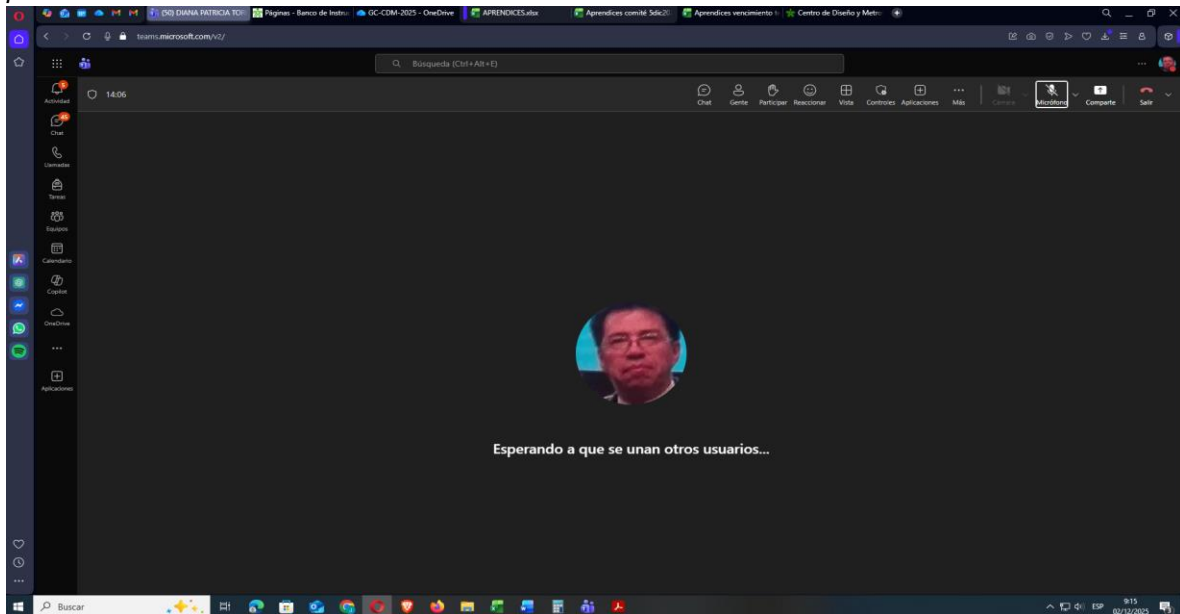 (50) DIANA PATRICIA TOR
Páginas - Banco de Instru
GC-CDM-2025 - OneDrive
APRENDICES.xlsx
Aprendices comité 5dic20
Aprendices vencimiento t
Centro de Diseño y Metro
teams.microsoft.com/v2/
Búsqueda (Ctrl+Alt+E)
14:06
Chat
Gente
Participar
Reaccionar
Vista
Controles
Aplicaciones
Más
Cámara
Micrófono
Comparte
Salir
Actividad
Chat
Llamadas
Tareas
Equipos
Calendario
Copilot
OneDrive
Aplicaciones
Esperando a que se unan otros usuarios...
Buscar
ESP
9:15
02/12/2025